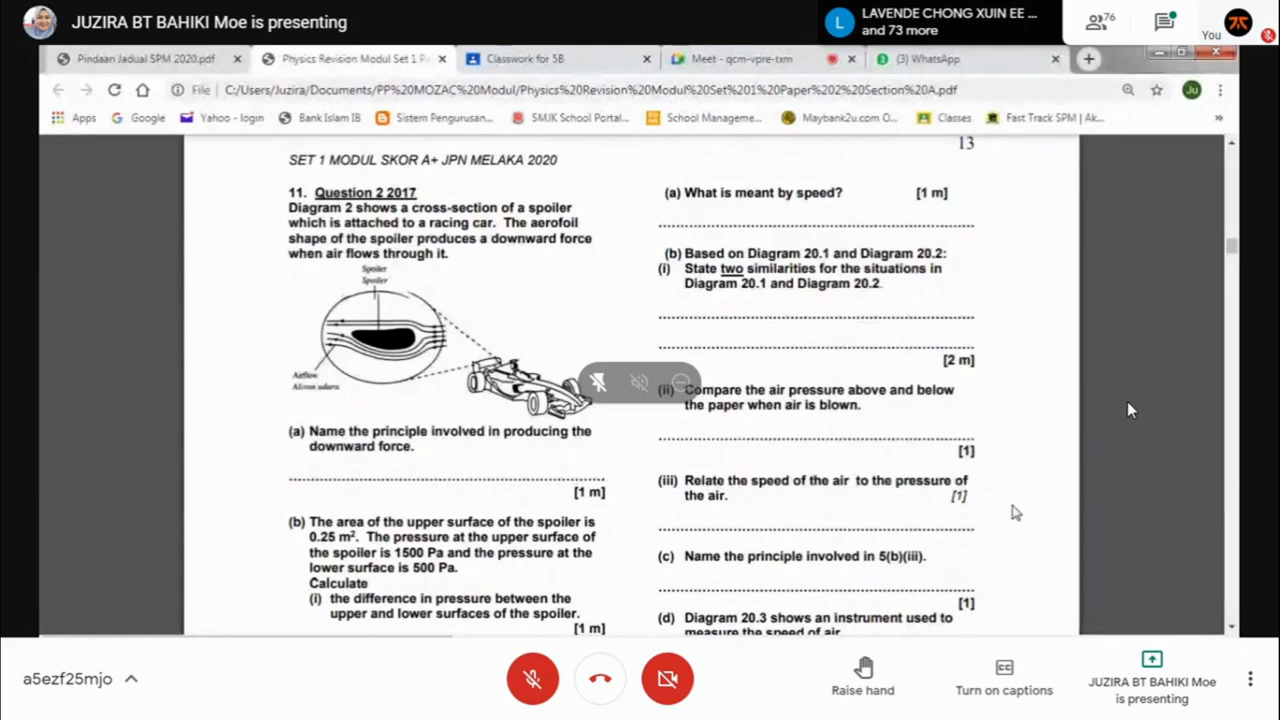 JUZIRA BT BAHIKI Moe is presenting
LAVENDE CHONG XUIN EE ...
and 73 more
76
You
Pindaan Jadual SPM 2020.pdf
Physics Revision Modul Set 1 P
Classwork for 5B
Meet - qcm-vpre-txm
(3) WhatsApp
File
C:/Users/Juzira/Documents/PP%20MOZAC%20Modul/Physics%20Revision%20Modul%20Set%201%20Paper%202%20Section%20A.pdf
Ju
Apps
Google
Yahoo - login
Bank Islam IB
Sistem Pengurusan...
SMJK School Portal...
School Manageme...
Maybank2u.com O...
Classes
Fast Track SPM | Ak...
13
SET 1 MODUL SKOR A+ JPN MELAKA 2020
11. Question 2 2017
Diagram 2 shows a cross-section of a spoiler
which is attached to a racing car. The aerofoil
shape of the spoiler produces a downward force
when air flows through it.
Spoiler
Spoiler
Airflow
Aliran udara
(a) Name the principle involved in producing the
downward force.
[1 m]
(b) The area of the upper surface of the spoiler is
0.25 m². The pressure at the upper surface of
the spoiler is 1500 Pa and the pressure at the
lower surface is 500 Pa.
Calculate
(i) the difference in pressure between the
upper and lower surfaces of the spoiler.
[1 m]
(a) What is meant by speed? [1 m]
(b) Based on Diagram 20.1 and Diagram 20.2:
(i) State two similarities for the situations in
Diagram 20.1 and Diagram 20.2.
[2 m]
(ii) Compare the air pressure above and below
the paper when air is blown.
[1]
(iii) Relate the speed of the air to the pressure of
the air. [1]
(c) Name the principle involved in 5(b)(iii).
[1]
(d) Diagram 20.3 shows an instrument used to
measure the speed of air
a5ezf25mjo
Raise hand
Turn on captions
JUZIRA BT BAHIKI Moe
is presenting